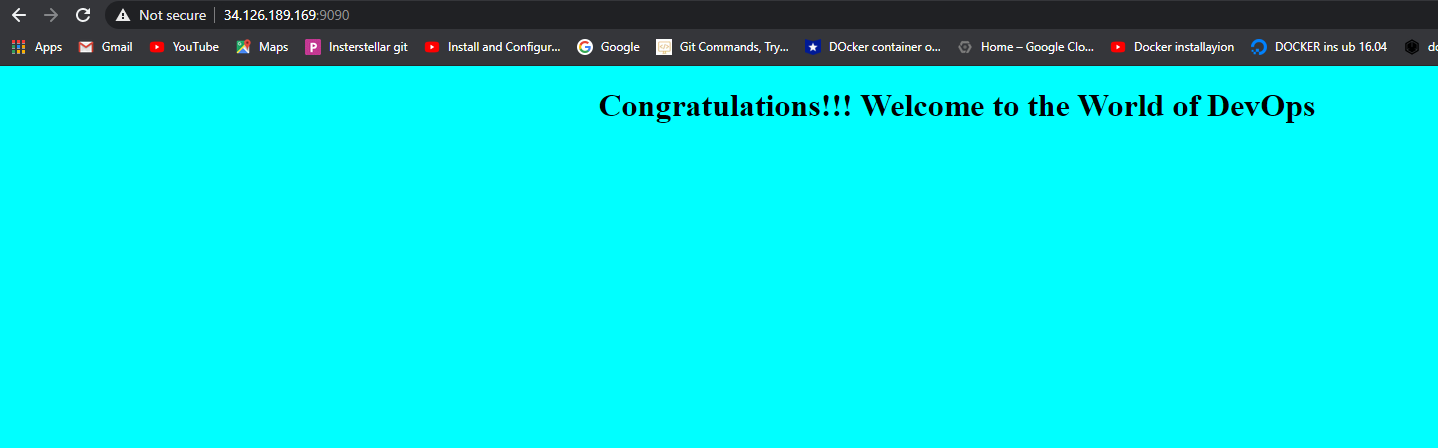 Not secure 34.126.189.169:9090
Apps Gmail YouTube Maps Insterstellar git Install and Configur... Google Git Commands, Try... DOcker container o... Home – Google Clo... Docker installayion DOCKER ins ub 16.04 do
Congratulations!!! Welcome to the World of DevOps